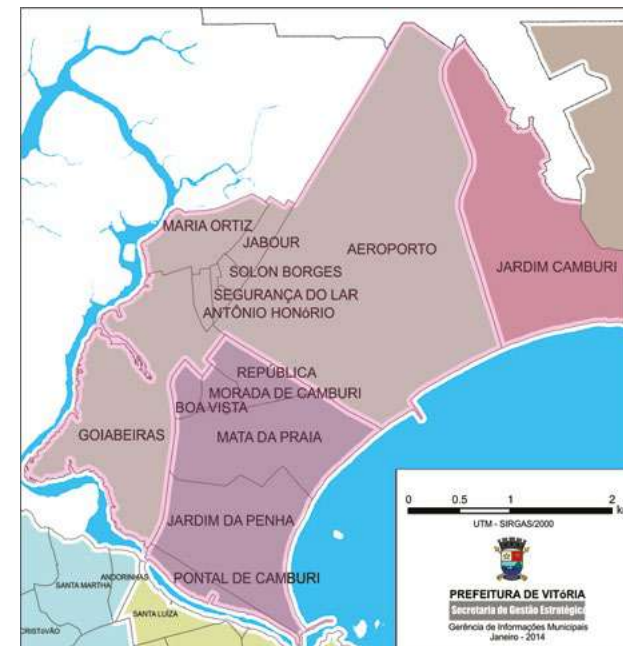 MARIA ORTIZ
JABOUR
AEROPORTO
SOLON BORGES
JARDIM CAMBURI
SEGURANÇA DO LAR
ANTÔNIO HONóRIO
REPÚBLICA
MORADA DE CAMBURI
BOA VISTA
GOIABEIRAS
MATA DA PRAIA
JARDIM DA PENHA
PONTAL DE CAMBURI
ANDORINHAS
SANTA MARTHA
SANTA LUÍZA
CRISTóVÃO
0 0.5 1 2
k
UTM - SIRGAS/2000
PREFEITURA DE VITóRIA
Secretaria de Gestão Estratégica
Gerência de Informações Municipais
Janeiro - 2014